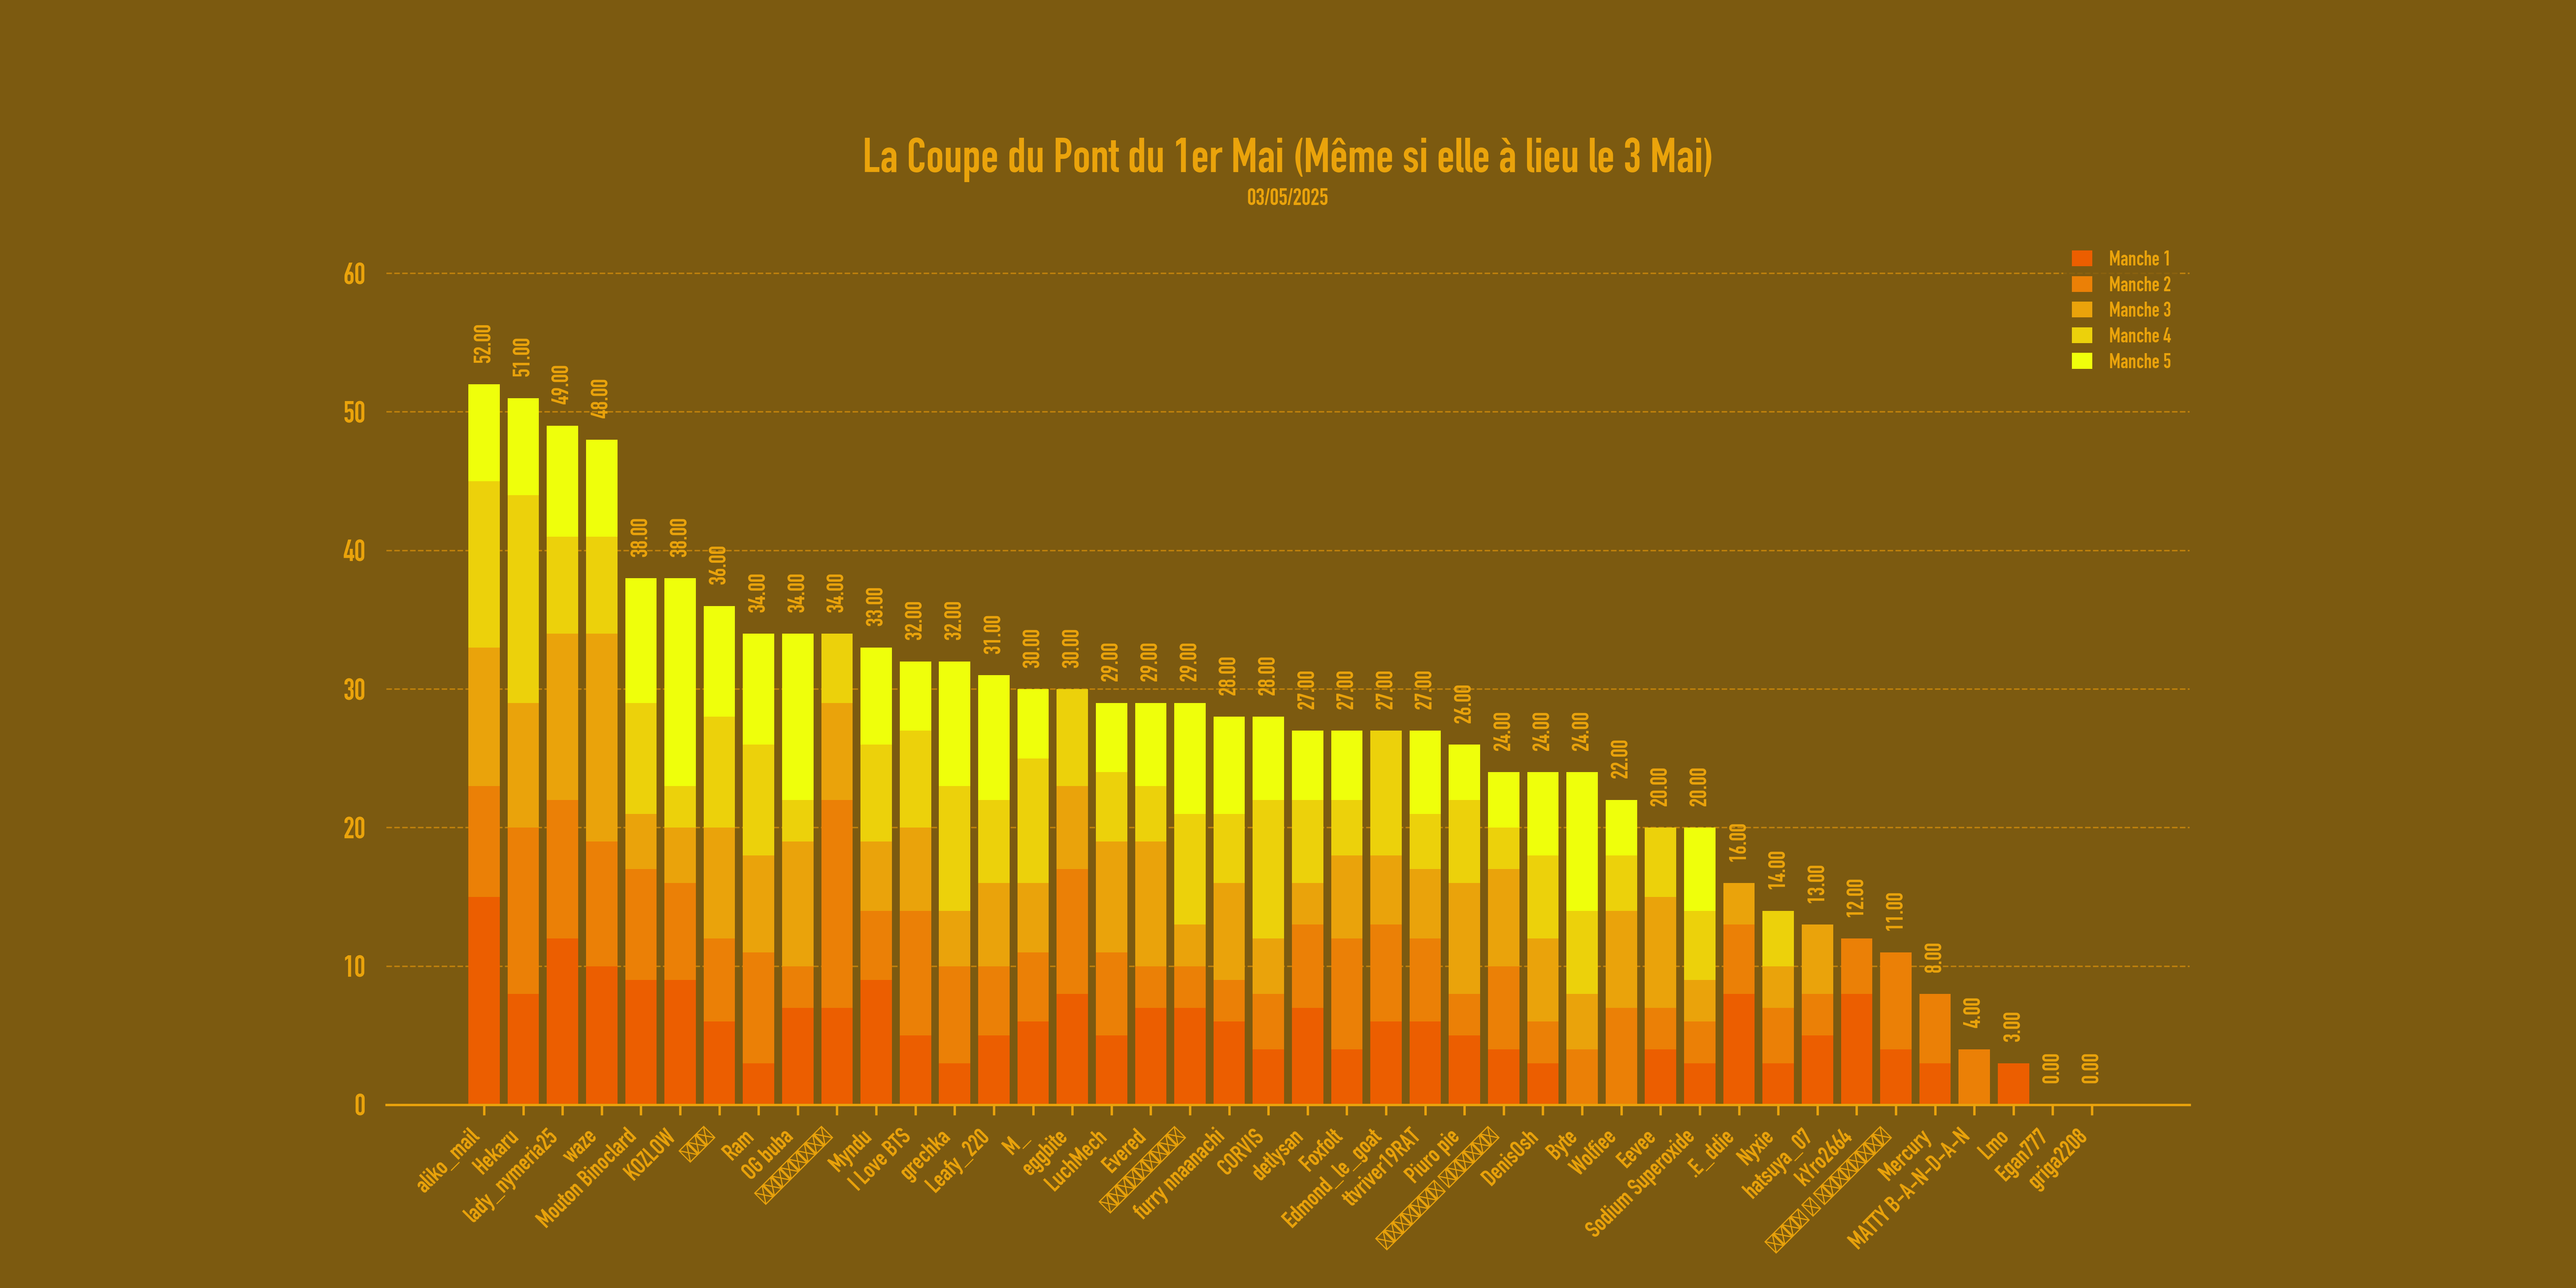 La Coupe du Pont du 1er Mai (Même si elle à lieu le 3 Mai)
03/05/2025
Manche 1
Manche 2
Manche 3
Manche 4
Manche 5
60
50
40
30
20
10
0
52.00
51.00
49.00
48.00
38.00
38.00
36.00
34.00
34.00
34.00
33.00
32.00
32.00
31.00
30.00
30.00
29.00
29.00
29.00
28.00
28.00
27.00
27.00
27.00
27.00
26.00
24.00
24.00
24.00
22.00
20.00
20.00
16.00
14.00
13.00
12.00
11.00
8.00
4.00
3.00
0.00
0.00
aliko_mail
Hekaru
lady_nymeria25
waze
Mouton Binoclard
KOZLOW
Ram
OG buba
Myndu
I Love BTS
grechka
Leafy_220
M_
eggbite
LuchMech
Evered
furry nnaanachi
CORVIS
detlysan
Foxfolt
Edmond_le_goat
ttvriver19RAT
Piuro pie
DenisOsh
Byte
Wolfiee
Eevee
Sodium Superoxide
.E_ddie
Nyxie
hatsuya_07
kYro2664
Mercury
MATTY B-A-N-D-A-N
Lmo
Egan777
griga2208